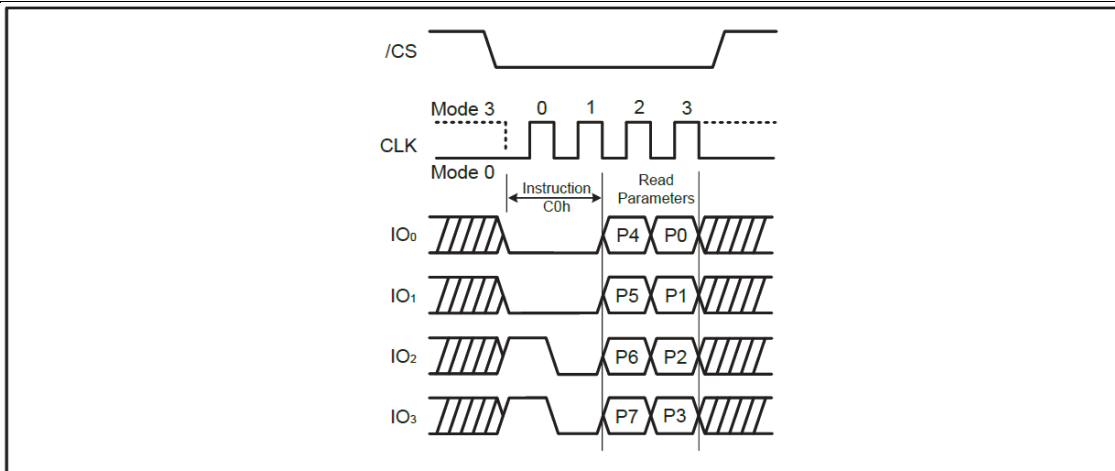 /CS
Mode 3 0 1 2 3
CLK
Mode 0
Instruction Read
C0h Parameters
IO₀ P4 P0
IO₁ P5 P1
IO₂ P6 P2
IO₃ P7 P3